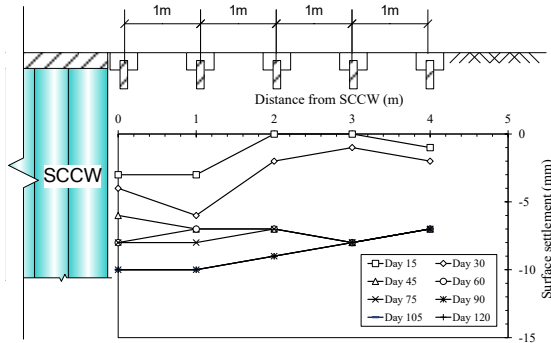 1m 1m 1m 1m
Distance from SCCW (m)
0 1 2 3 4 5
SCCW
0
-5
-10
-15
Surface settlement (mm)
Day 15 Day 30
Day 45 Day 60
Day 75 Day 90
Day 105 Day 120